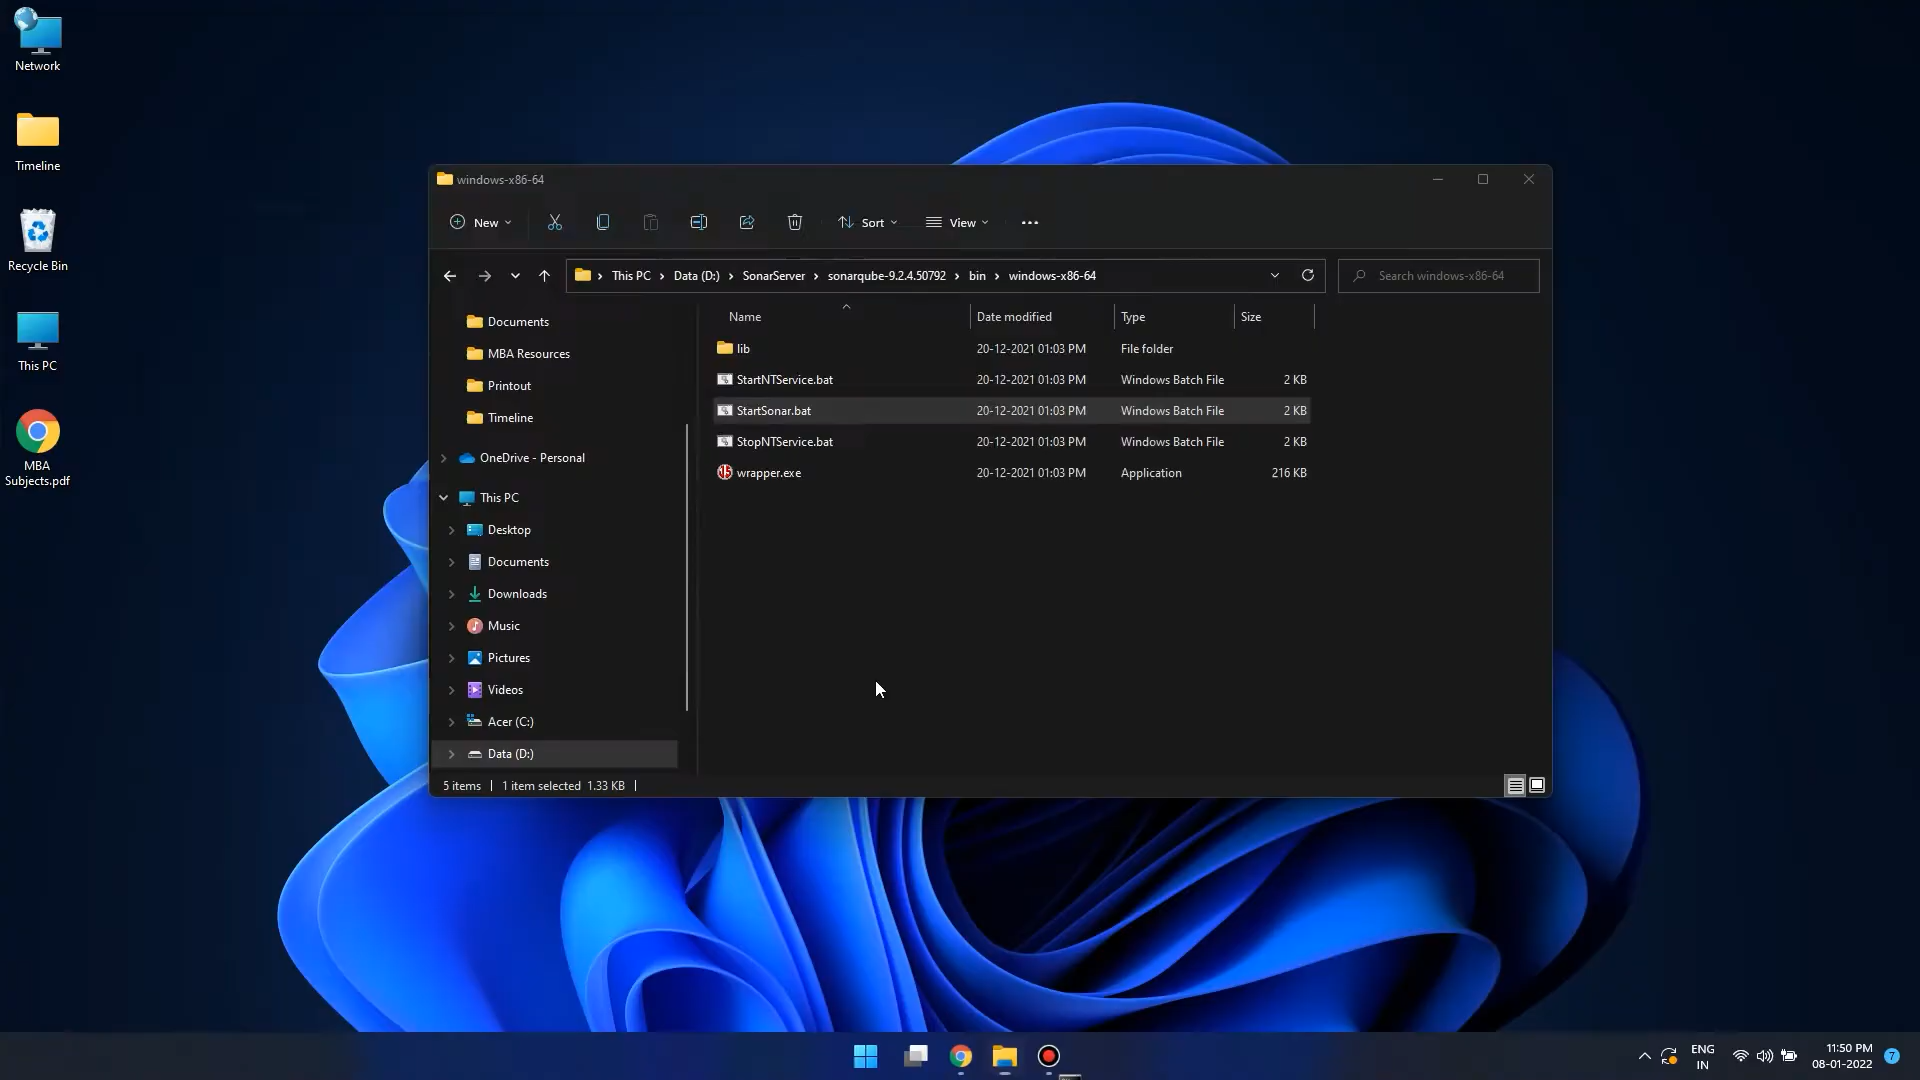 Network
Timeline
Recycle Bin
This PC
MBA
Subjects.pdf
windows-x86-64
New
Sort
View
This PC
Data (D:)
SonarServer
sonarqube-9.2.4.50792
bin
windows-x86-64
Search windows-x86-64
Documents
MBA Resources
Printout
Timeline
OneDrive - Personal
This PC
Desktop
Documents
Downloads
Music
Pictures
Videos
Acer (C:)
Data (D:)
Name Date modified Type Size
lib 20-12-2021 01:03 PM File folder
StartNTService.bat 20-12-2021 01:03 PM Windows Batch File 2 KB
StartSonar.bat 20-12-2021 01:03 PM Windows Batch File 2 KB
StopNTService.bat 20-12-2021 01:03 PM Windows Batch File 2 KB
wrapper.exe 20-12-2021 01:03 PM Application 216 KB
5 items 1 item selected 1.33 KB
ENG
IN
11:50 PM
08-01-2022
7